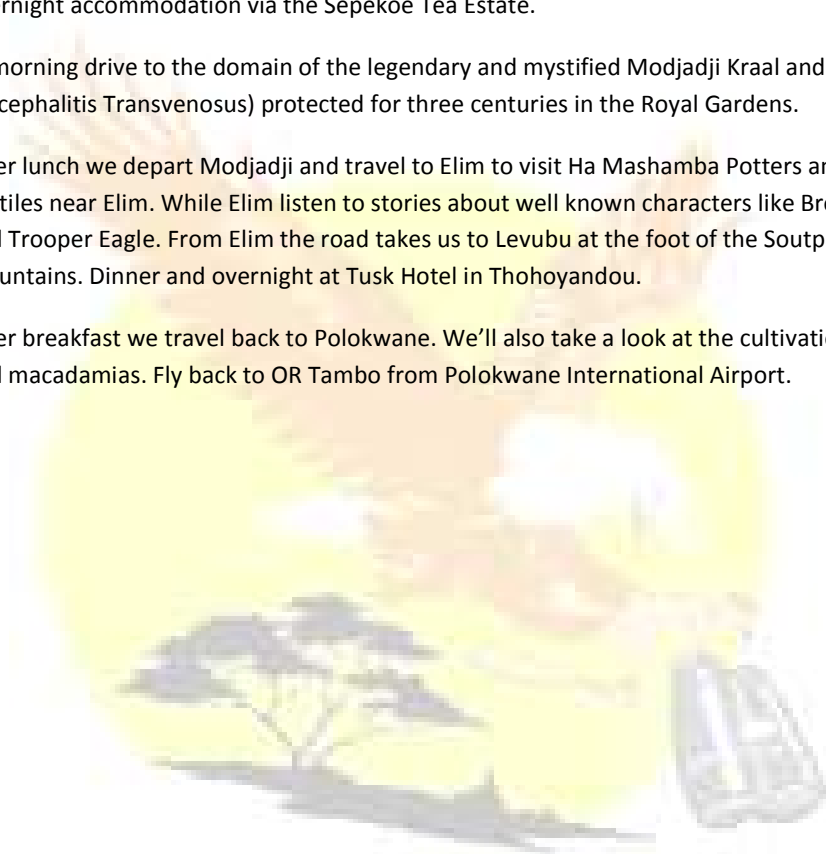 ernight accommodation via the Sepekoe Tea Estate.
morning drive to the domain of the legendary and mystified Modjadji Kraal and
cephalitis Transvenosus) protected for three centuries in the Royal Gardens.
er lunch we depart Modjadji and travel to Elim to visit Ha Mashamba Potters an
tiles near Elim. While Elim listen to stories about well known characters like Bre
d Trooper Eagle. From Elim the road takes us to Levubu at the foot of the Soutp
untains. Dinner and overnight at Tusk Hotel in Thohoyandou.
er breakfast we travel back to Polokwane. We’ll also take a look at the cultivatio
d macadamias. Fly back to OR Tambo from Polokwane International Airport.